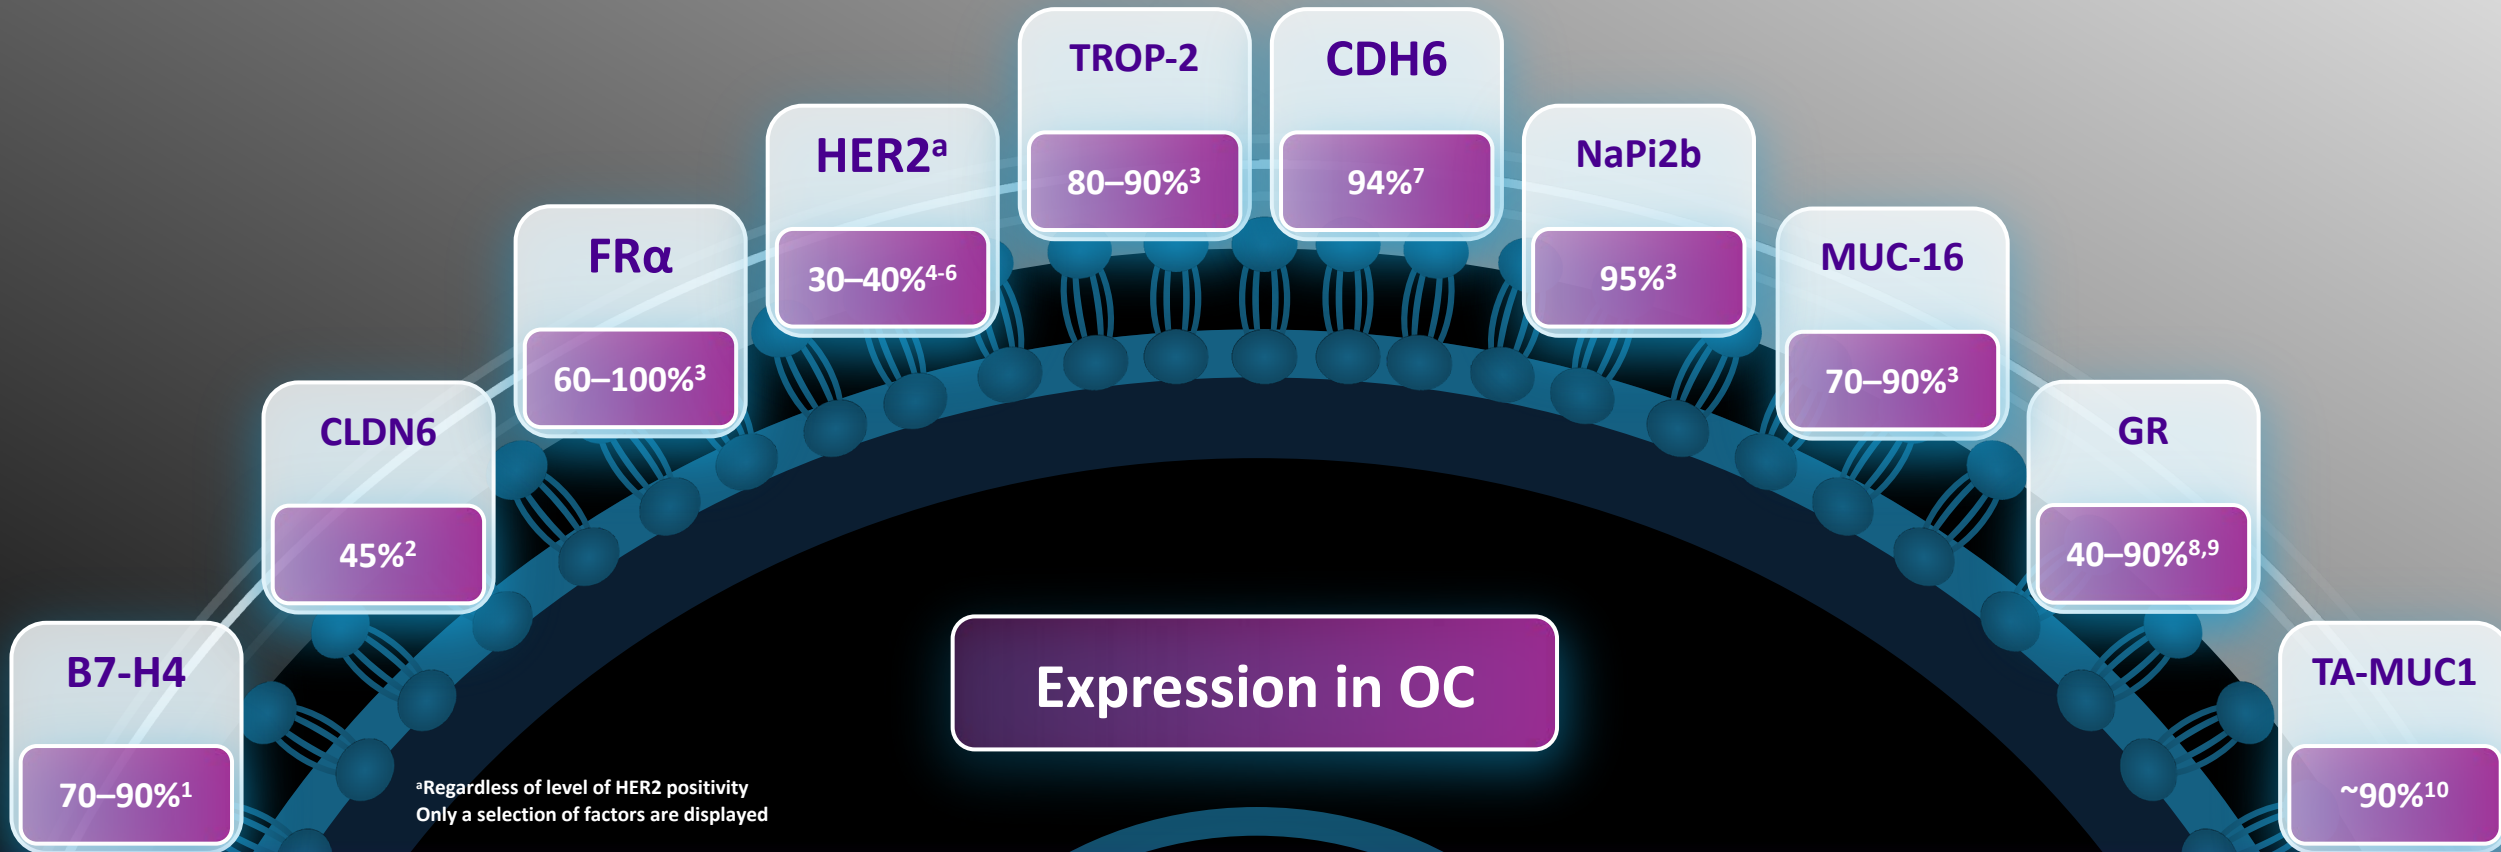 B7-H4
70–90%¹
CLDN6
45%²
FRα
60–100%³
HER2ᵃ
30–40%⁴⁻⁶
TROP-2
80–90%³
CDH6
94%⁷
NaPi2b
95%³
MUC-16
70–90%³
GR
40–90%⁸,⁹
TA-MUC1
~90%¹⁰
Expression in OC
ᵃRegardless of level of HER2 positivity
Only a selection of factors are displayed